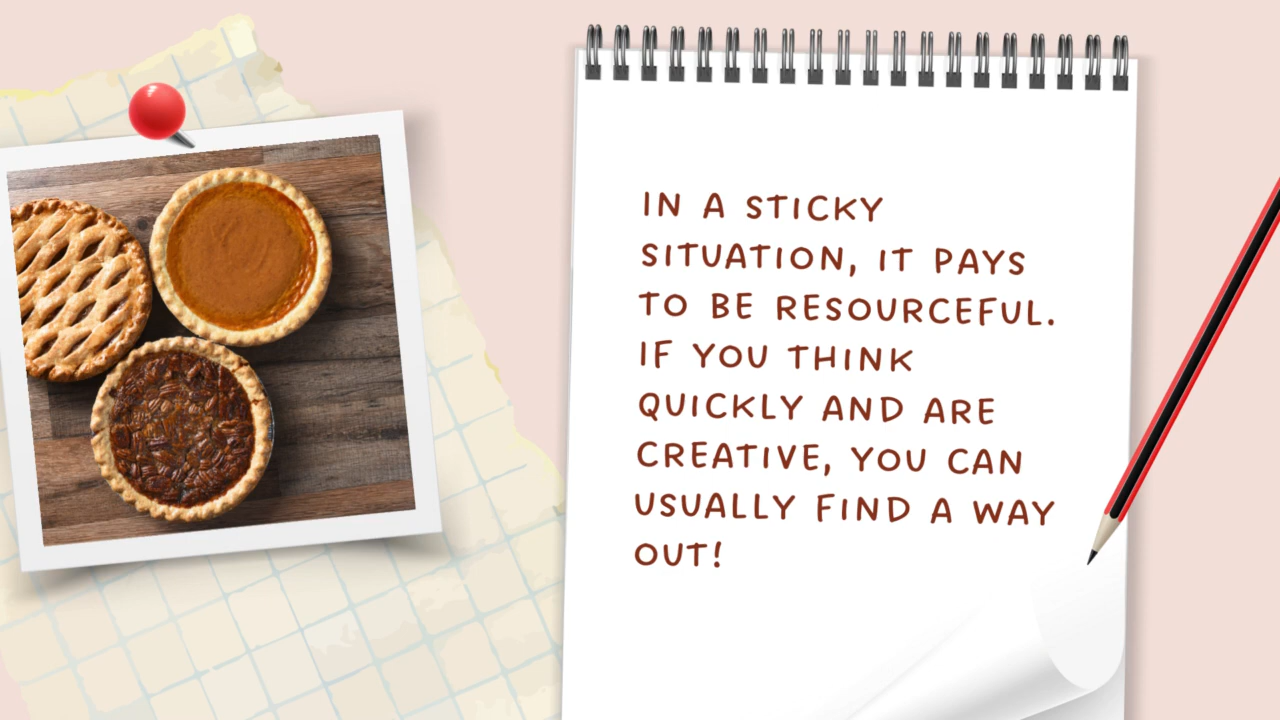 IN A STICKY
SITUATION, IT PAYS
TO BE RESOURCEFUL.
IF YOU THINK
QUICKLY AND ARE
CREATIVE, YOU CAN
USUALLY FIND A WAY
OUT!